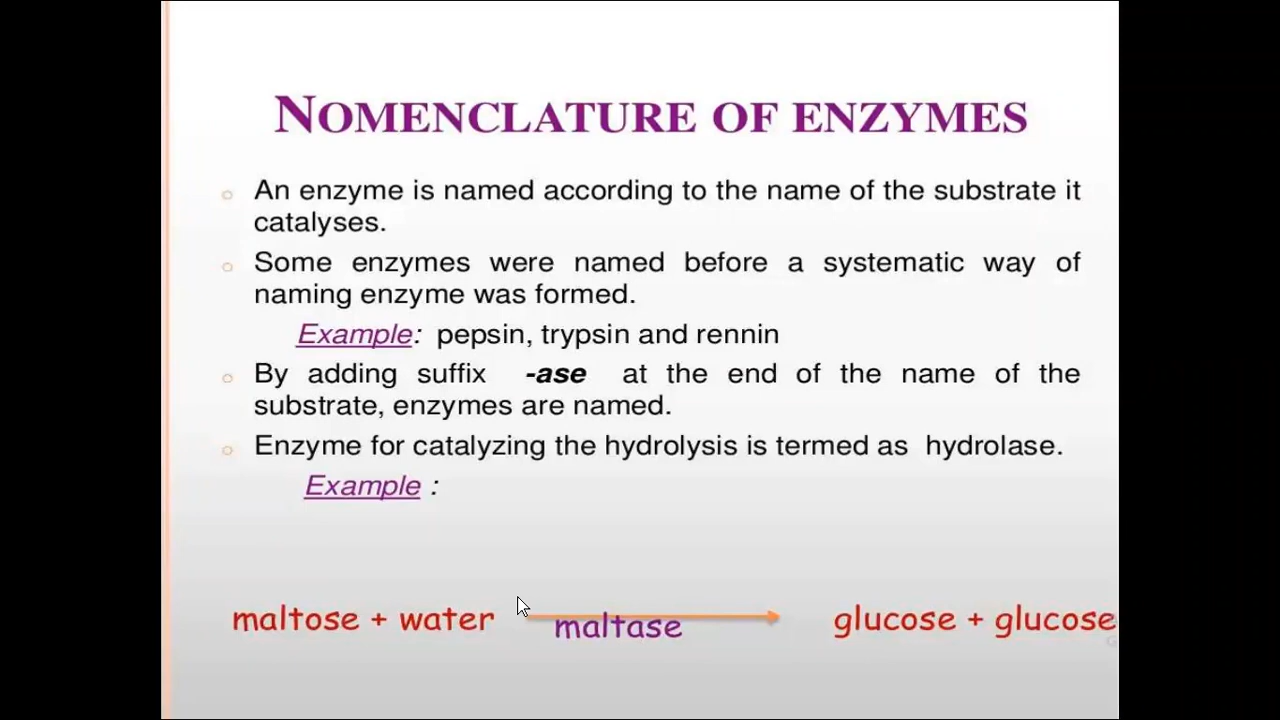 NOMENCLATURE OF ENZYMES
An enzyme is named according to the name of the substrate it
catalyses.
Some enzymes were named before a systematic way of
naming enzyme was formed.
Example: pepsin, trypsin and rennin
By adding suffix -ase at the end of the name of the
substrate, enzymes are named.
Enzyme for catalyzing the hydrolysis is termed as hydrolase.
Example :
maltose + water maltase glucose + glucose